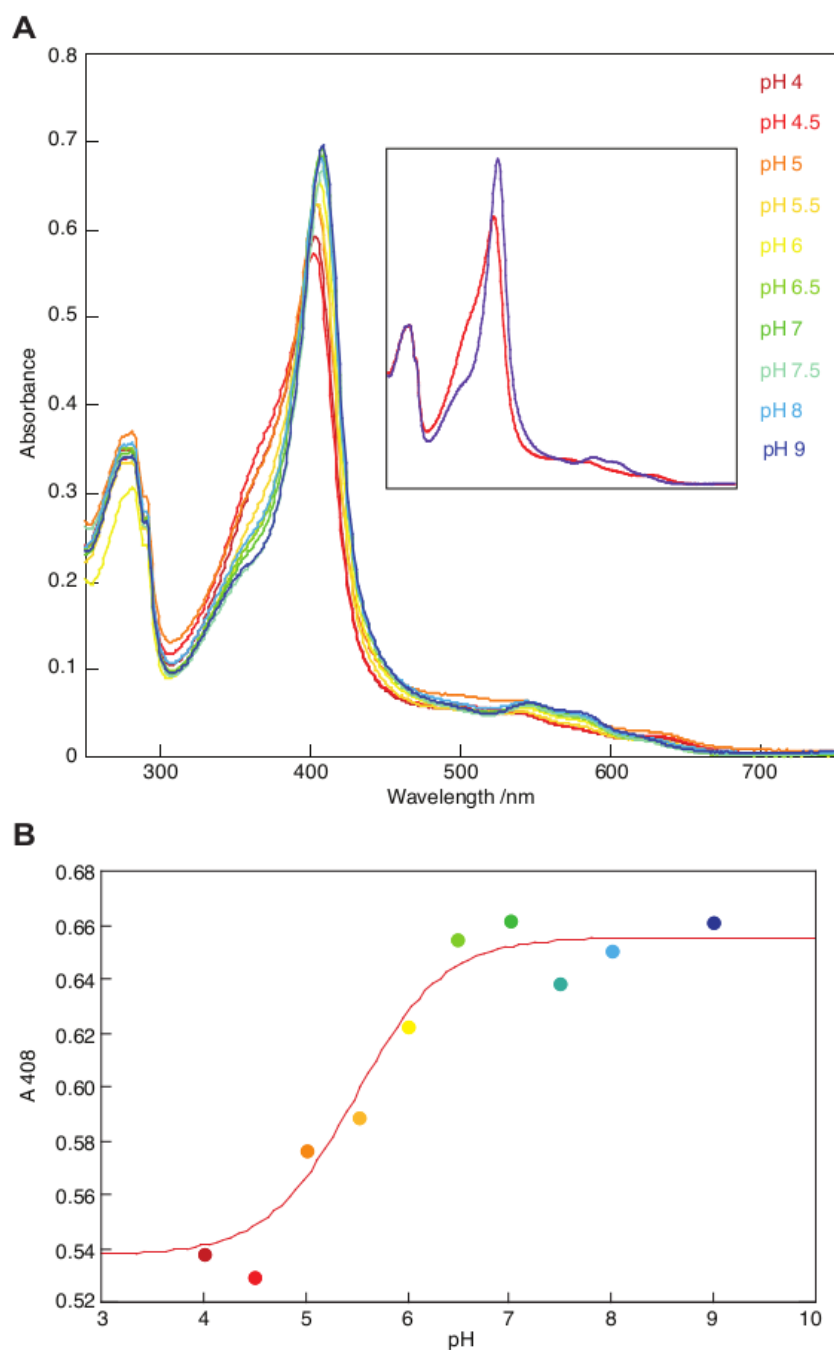 A
0.8
0.7
0.6
0.5
0.4
0.3
0.2
0.1
0
Absorbance
300 400 500 600 700
Wavelength /nm
pH 4
pH 4.5
pH 5
pH 5.5
pH 6
pH 6.5
pH 7
pH 7.5
pH 8
pH 9
B
0.68
0.66
0.64
0.62
0.60
0.58
0.56
0.54
0.52
A 408
3 4 5 6 7 8 9 10
pH